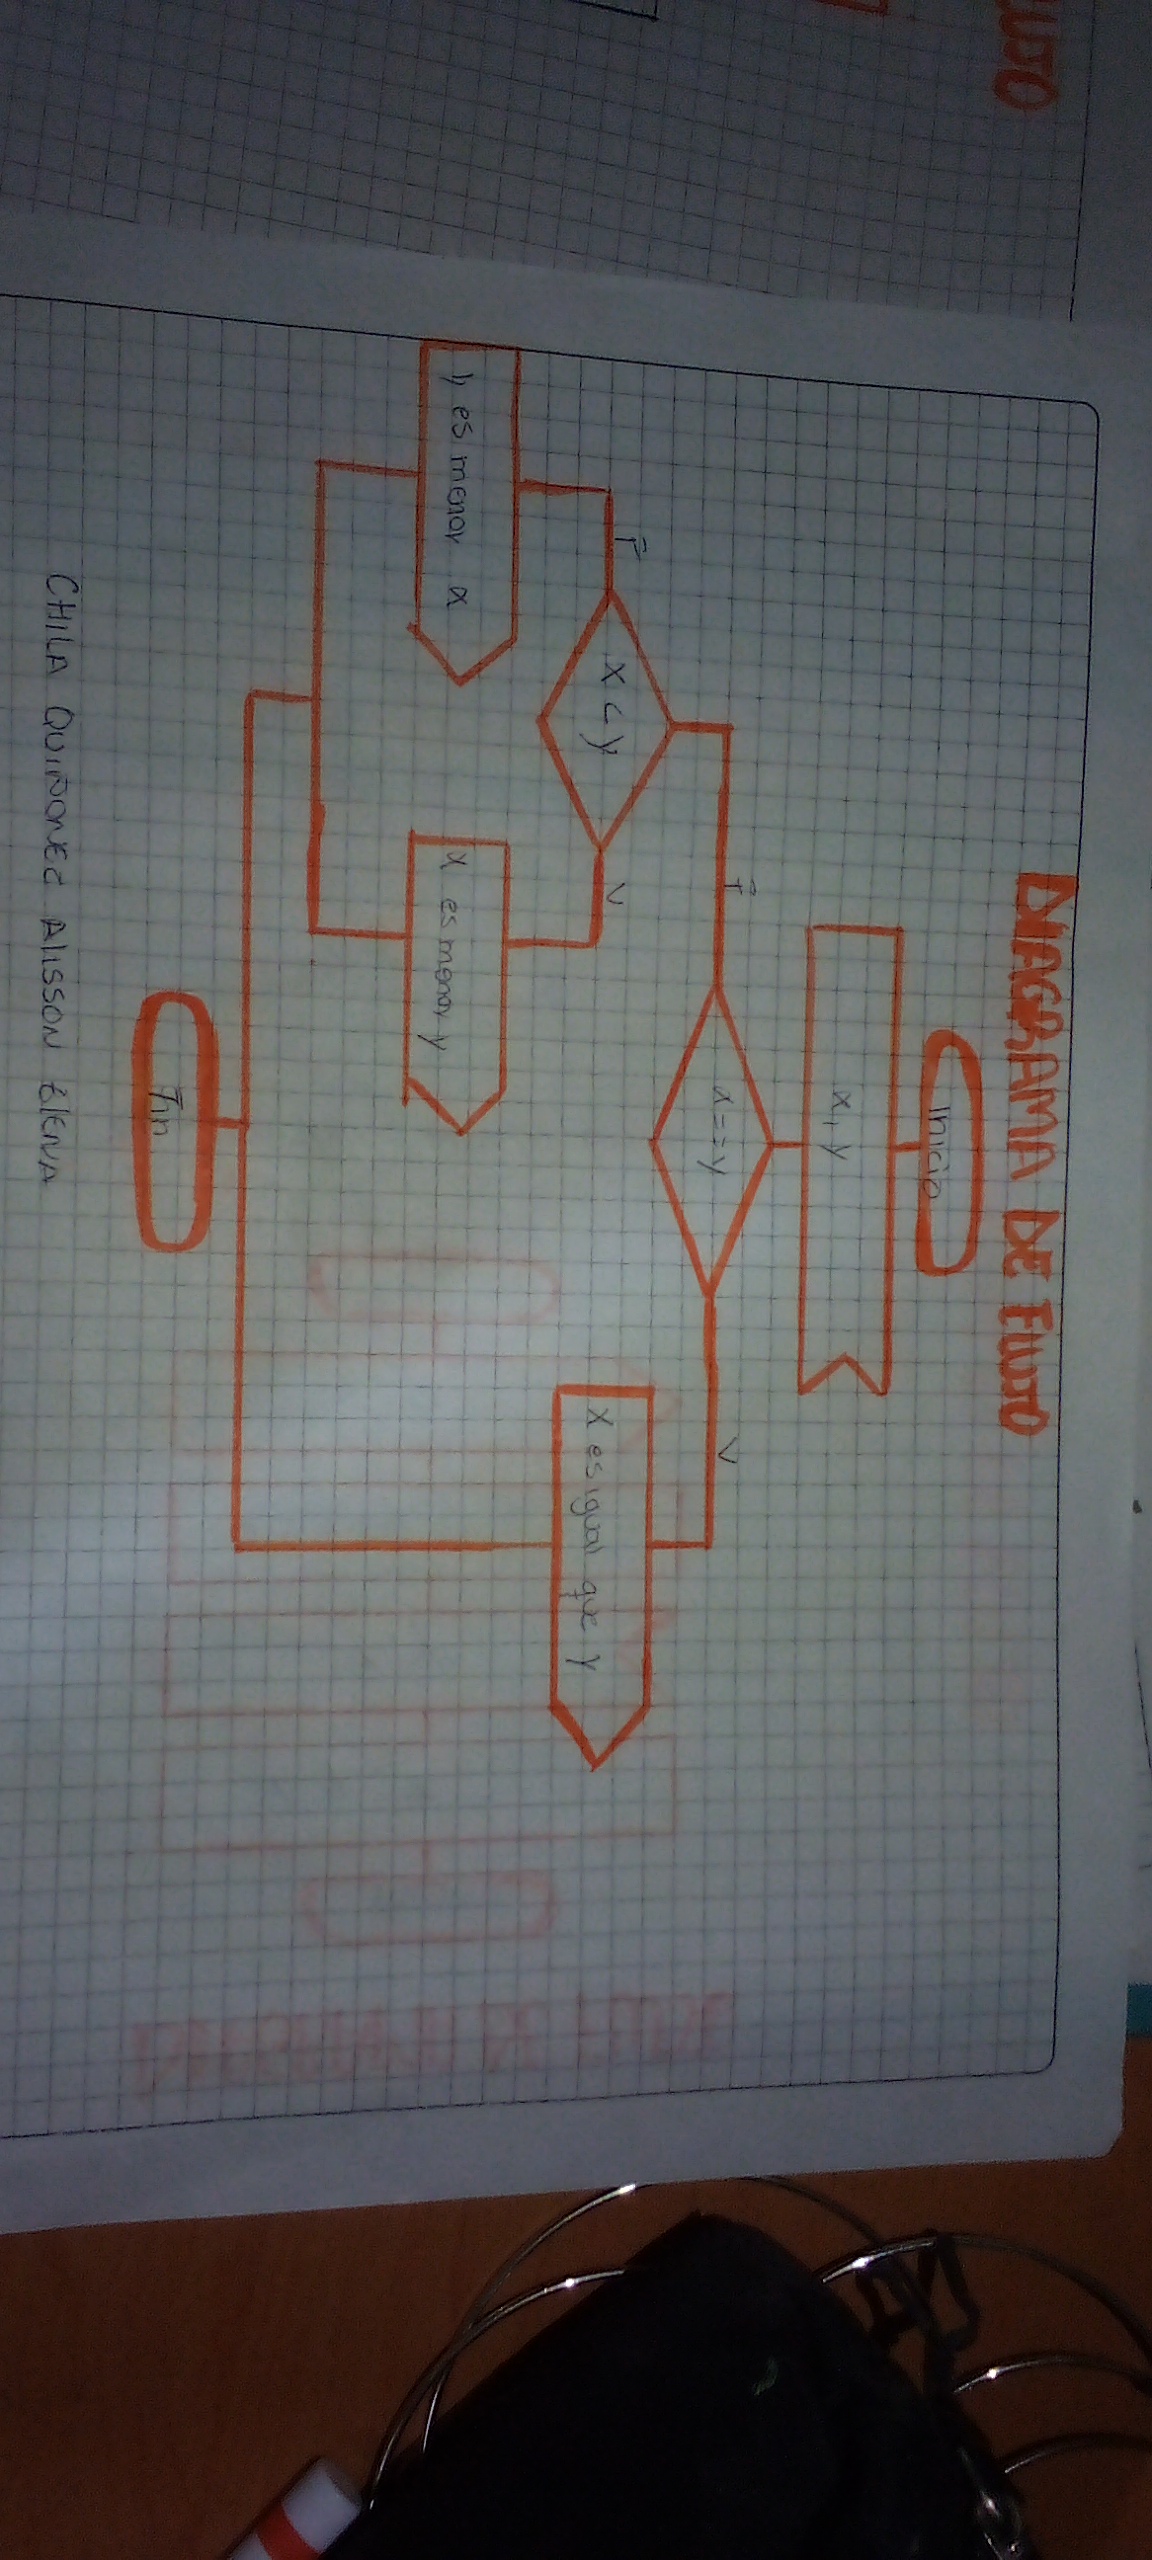 DIAGRAMA DE FLUJO
Inicio
x, y
x==y
F
V
x < y
F
V
X es igual que y
y es menor x
x es menor y
Fin
CHILA QUIÑONEZ ALISSON ELENA